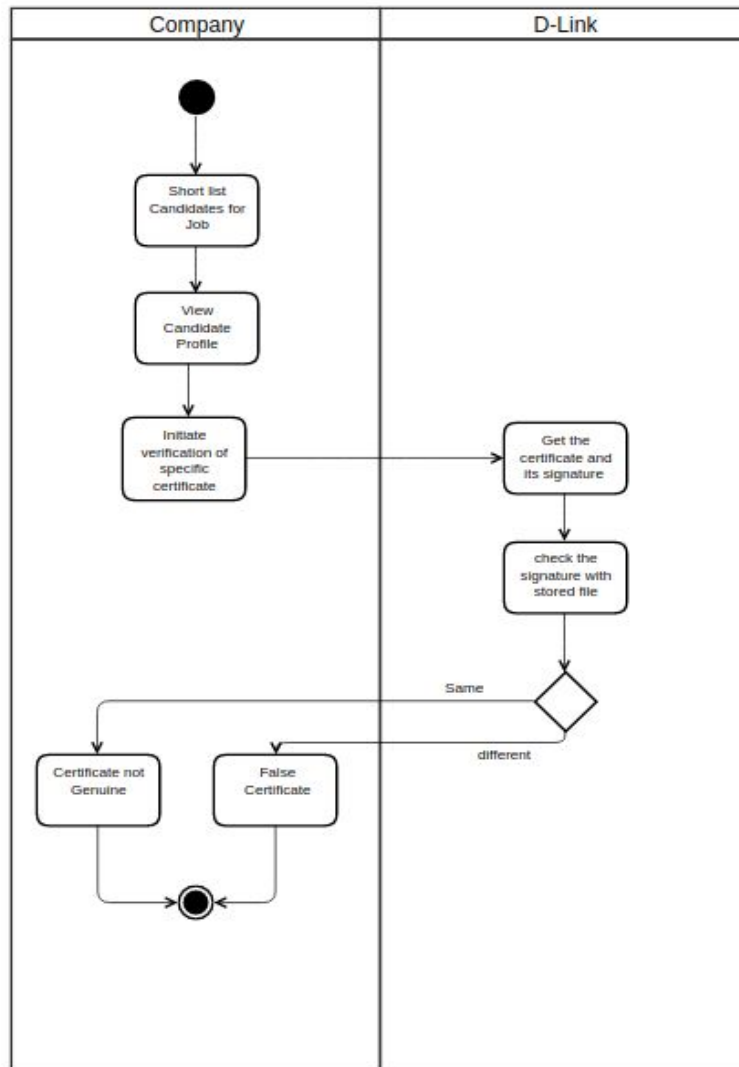 Company
D-Link
Short list
Candidates for
Job
View
Candidate
Profile
Initiate
verification of
specific
certificate
Get the
certificate and
its signature
check the
signature with
stored file
Same
different
Certificate not
Genuine
False
Certificate